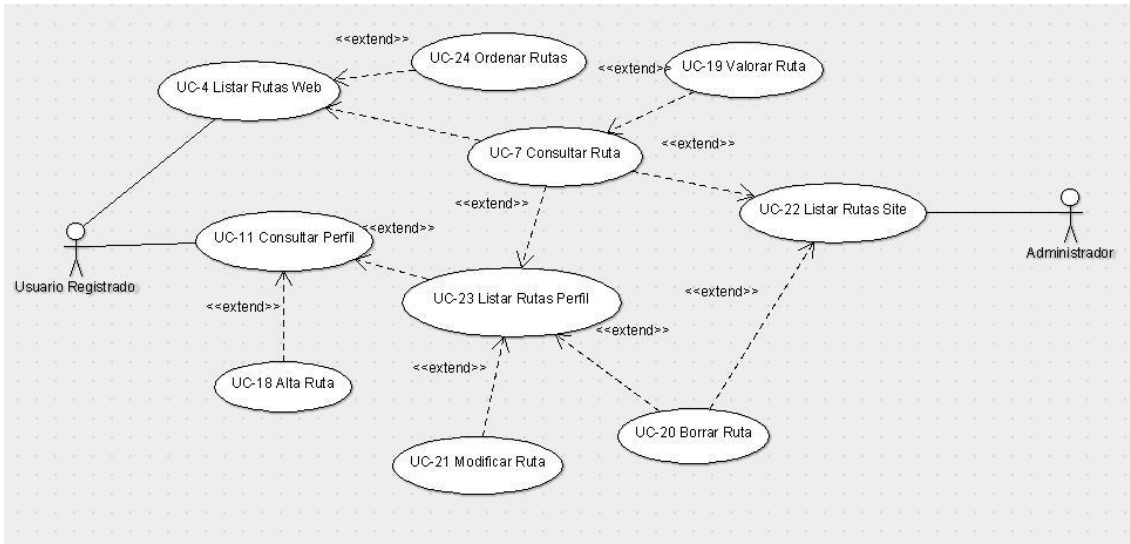 <<extend>>
UC-24 Ordenar Rutas
<<extend>>
UC-19 Valorar Ruta
UC-4 Listar Rutas Web
<<extend>>
UC-7 Consultar Ruta
<<extend>>
UC-22 Listar Rutas Site
<<extend>>
UC-11 Consultar Perfil
Administrador
Usuario Registrado
<<extend>>
<<extend>>
UC-23 Listar Rutas Perfil
<<extend>>
<<extend>>
UC-18 Alta Ruta
UC-20 Borrar Ruta
UC-21 Modificar Ruta